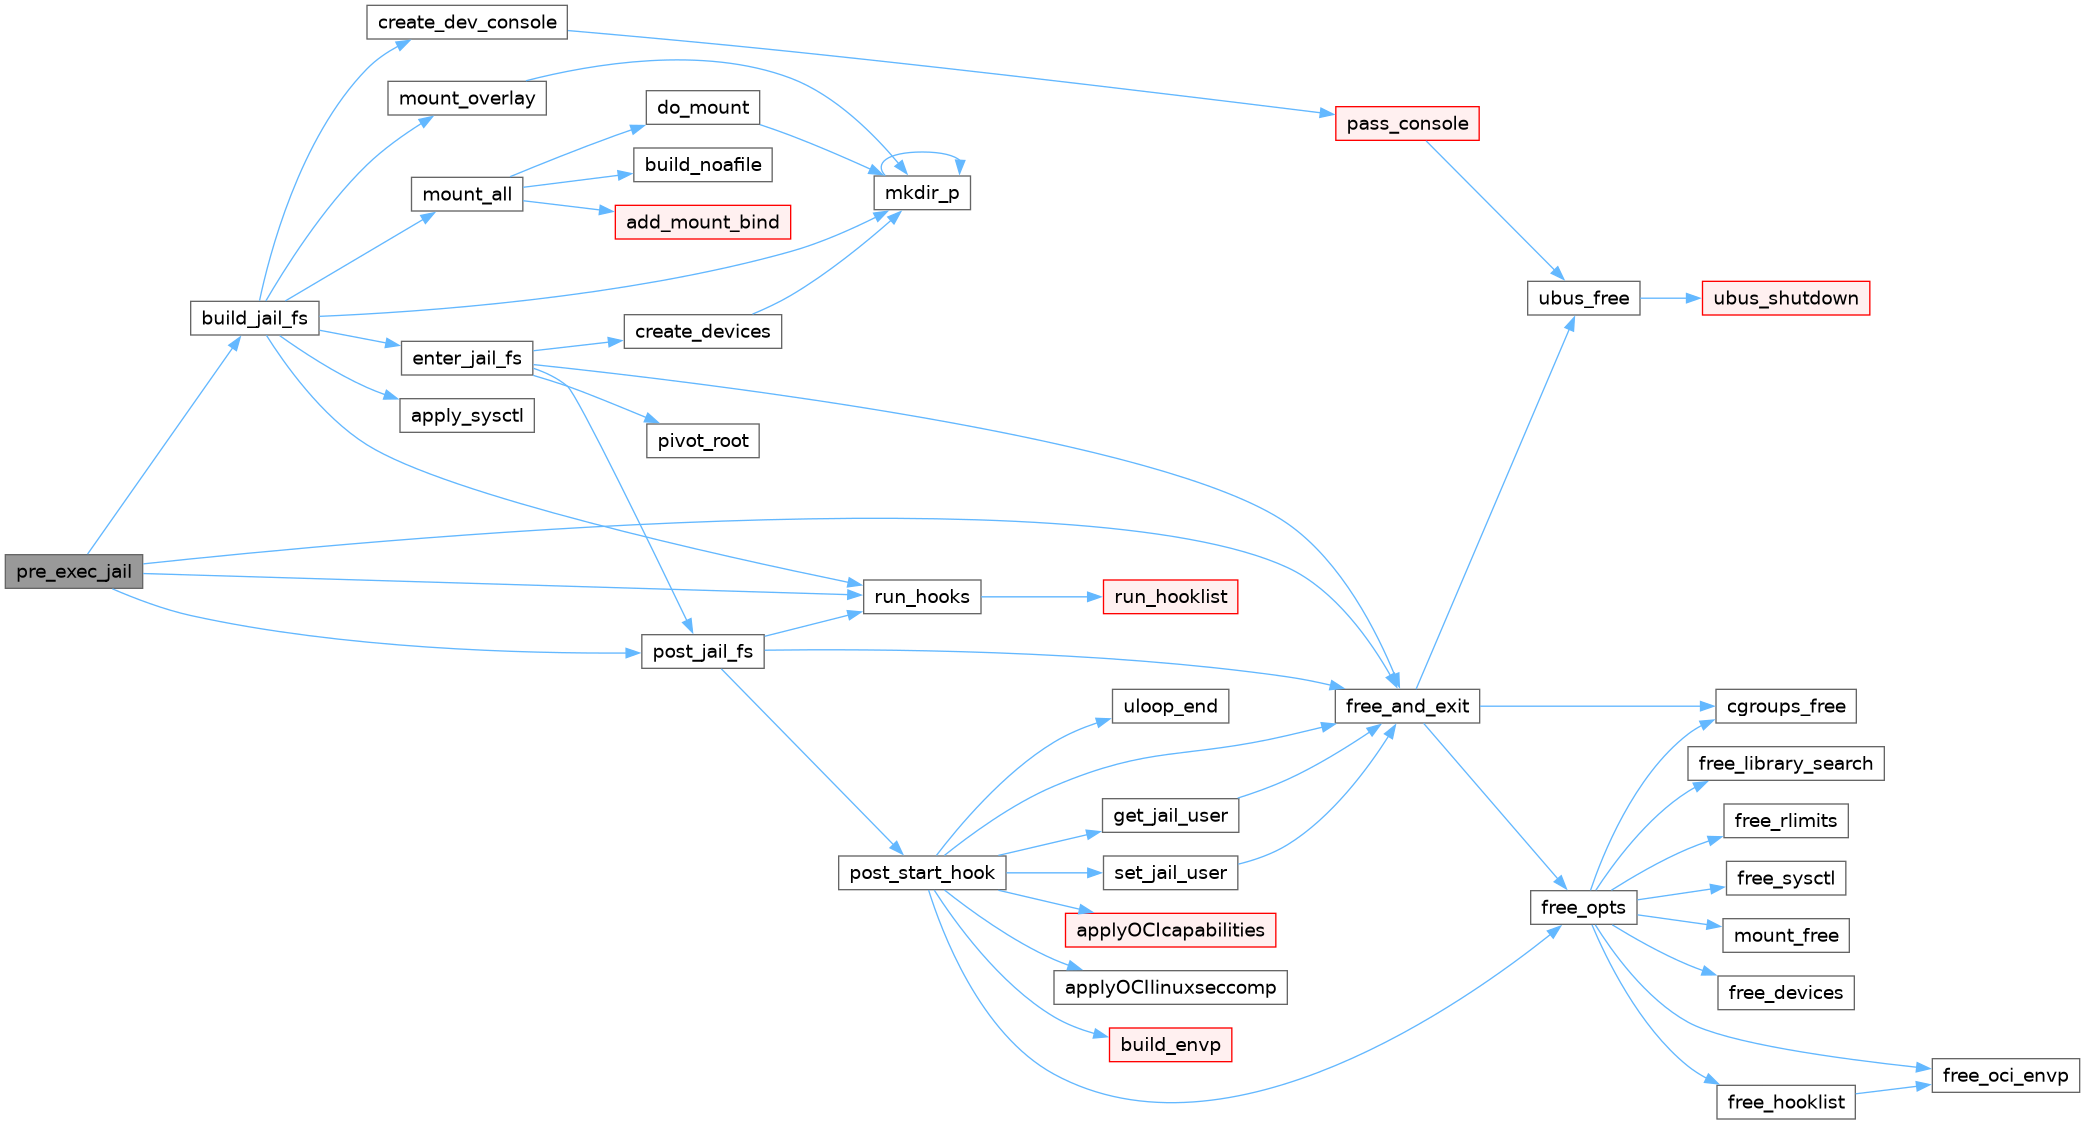 create_dev_console
mount_overlay
do_mount
pass_console
build_noafile
mount_all
mkdir_p
add_mount_bind
ubus_free
ubus_shutdown
build_jail_fs
create_devices
enter_jail_fs
apply_sysctl
pivot_root
pre_exec_jail
run_hooks
run_hooklist
post_jail_fs
uloop_end
free_and_exit
cgroups_free
free_library_search
get_jail_user
free_rlimits
post_start_hook
set_jail_user
free_sysctl
free_opts
applyOCIcapabilities
mount_free
applyOCIlinuxseccomp
free_devices
build_envp
free_oci_envp
free_hooklist